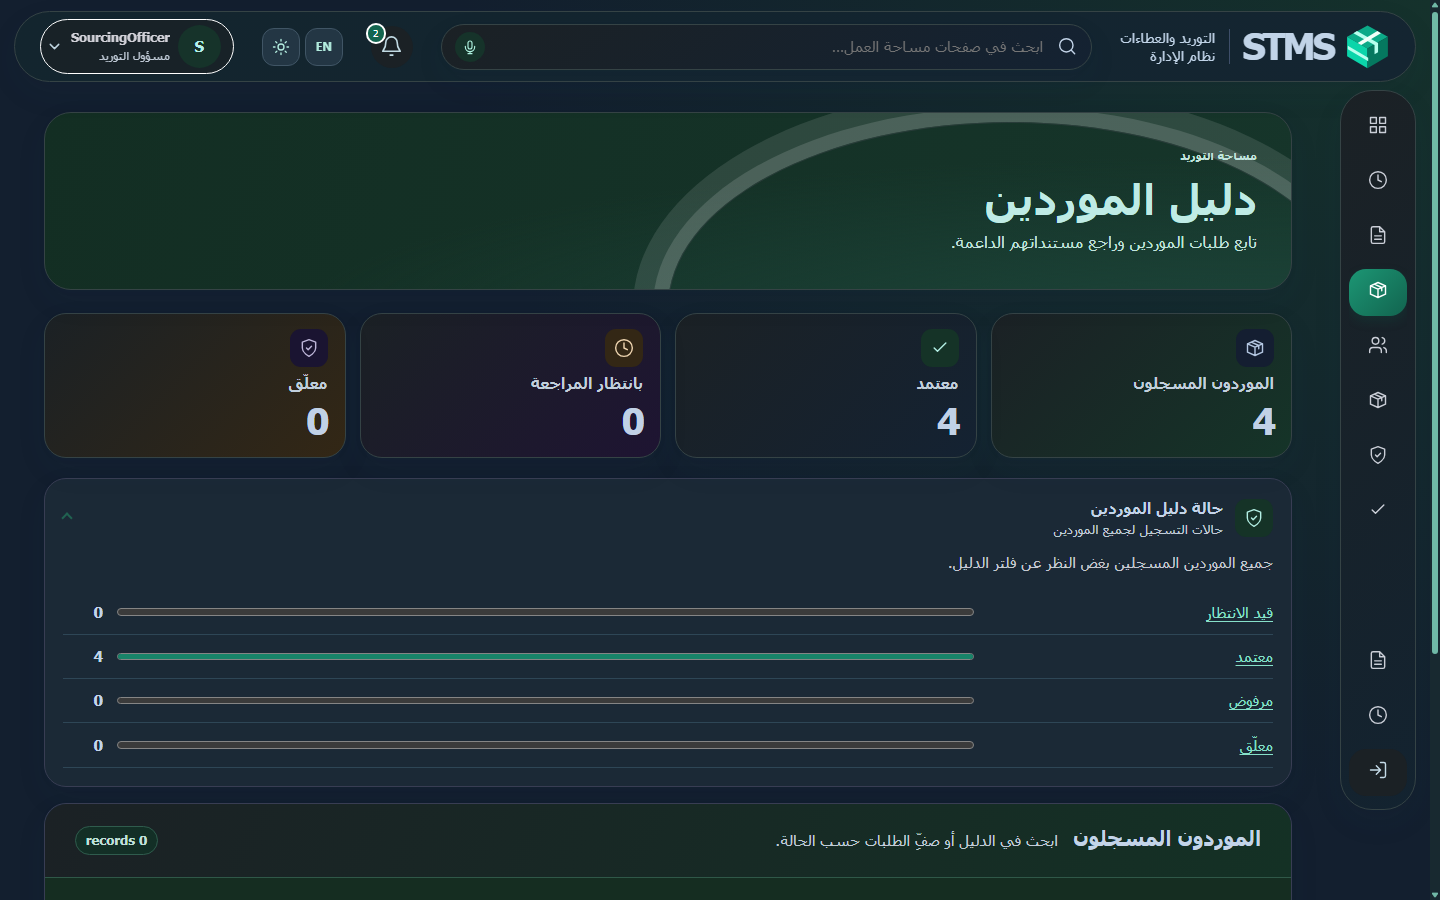 STMS
التوريد والعطاءات
نظام الإدارة
ابحث في صفحات مساحة العمل...
2
EN
SourcingOfficer
مسؤول التوريد
S
مساحة التوريد
دليل الموردين
تابع طلبات الموردين وراجع مستنداتهم الداعمة.
الموردون المسجلون
4
معتمد
4
بانتظار المراجعة
0
معلّق
0
حالة دليل الموردين
حالات التسجيل لجميع الموردين
جميع الموردين المسجلين بغض النظر عن فلتر الدليل.
قيد الانتظار 0
معتمد 4
مرفوض 0
معلّق 0
الموردون المسجلون
ابحث في الدليل أو صفِّ الطلبات حسب الحالة.
records 0